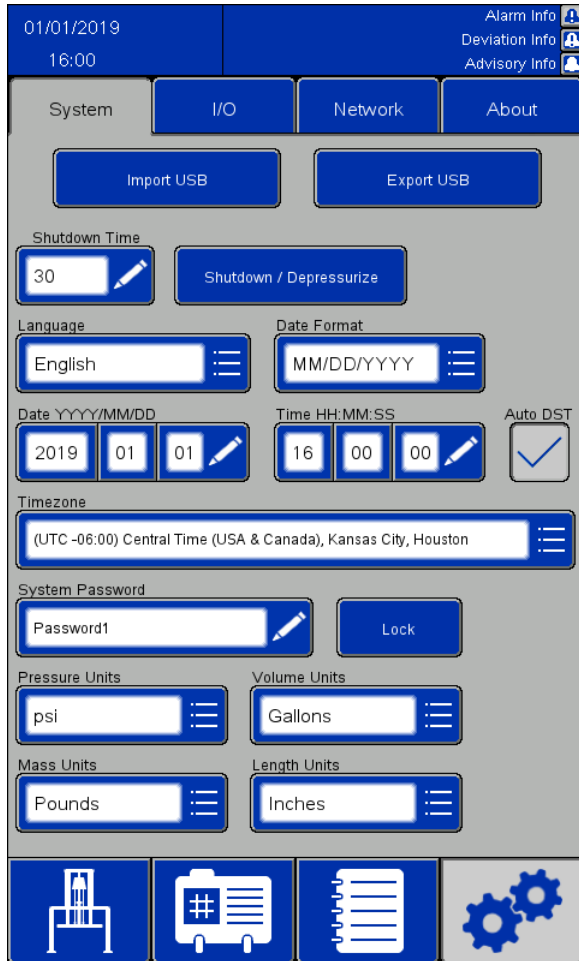 01/01/2019
16:00
Alarm Info
Deviation Info
Advisory Info
System
I/O
Network
About
Import USB
Export USB
Shutdown Time
30
Shutdown / Depressurize
Language
Date Format
English
MM/DD/YYYY
Date YYYY/MM/DD
Time HH:MM:SS
Auto DST
2019 01 01
16 00 00
Timezone
(UTC -06:00) Central Time (USA & Canada), Kansas City, Houston
System Password
Password1
Lock
Pressure Units
Volume Units
psi
Gallons
Mass Units
Length Units
Pounds
Inches
#